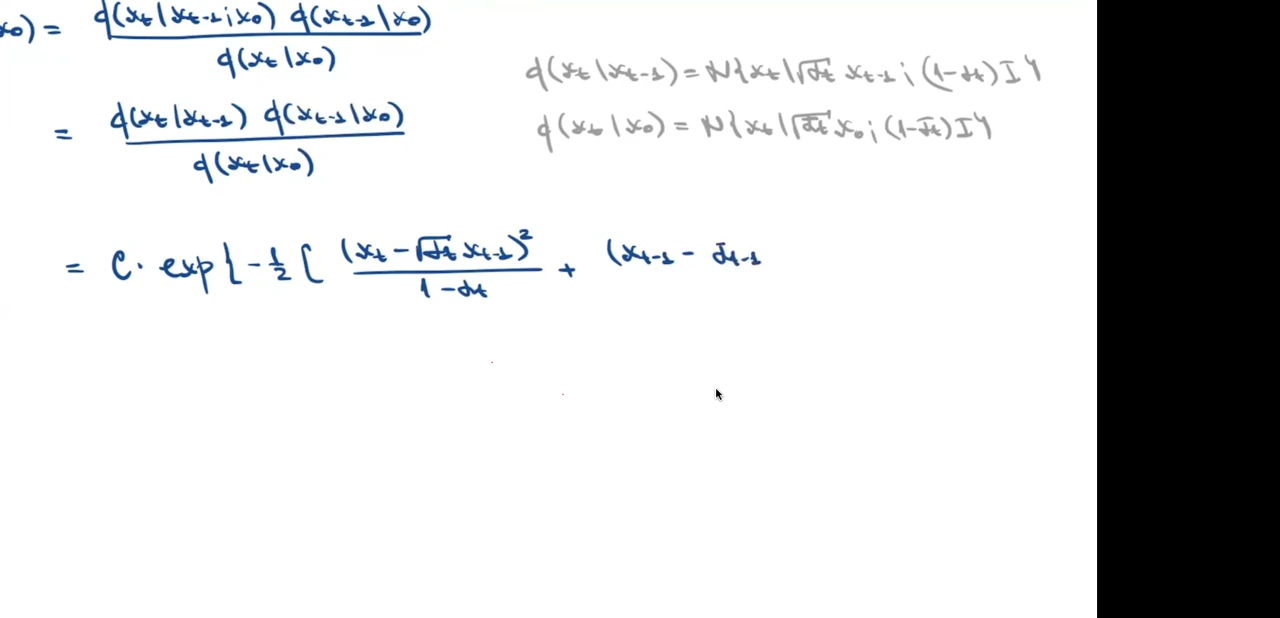 x₀) = q(xₜ|xₜ₋₁; x₀) q(xₜ₋₁|x₀) / q(xₜ|x₀)
= q(xₜ|xₜ₋₁) q(xₜ₋₁|x₀) / q(xₜ|x₀)
q(xₜ|xₜ₋₁) = N{xₜ|√αₜ xₜ₋₁; (1-αₜ)I}
q(xₜ|x₀) = N{xₜ|√ᾱₜ x₀; (1-ᾱₜ)I}
= C· exp{-½[ (xₜ - √αₜ xₜ₋₁)² / 1-αₜ + (xₜ₋₁ - ᾱₜ₋₁